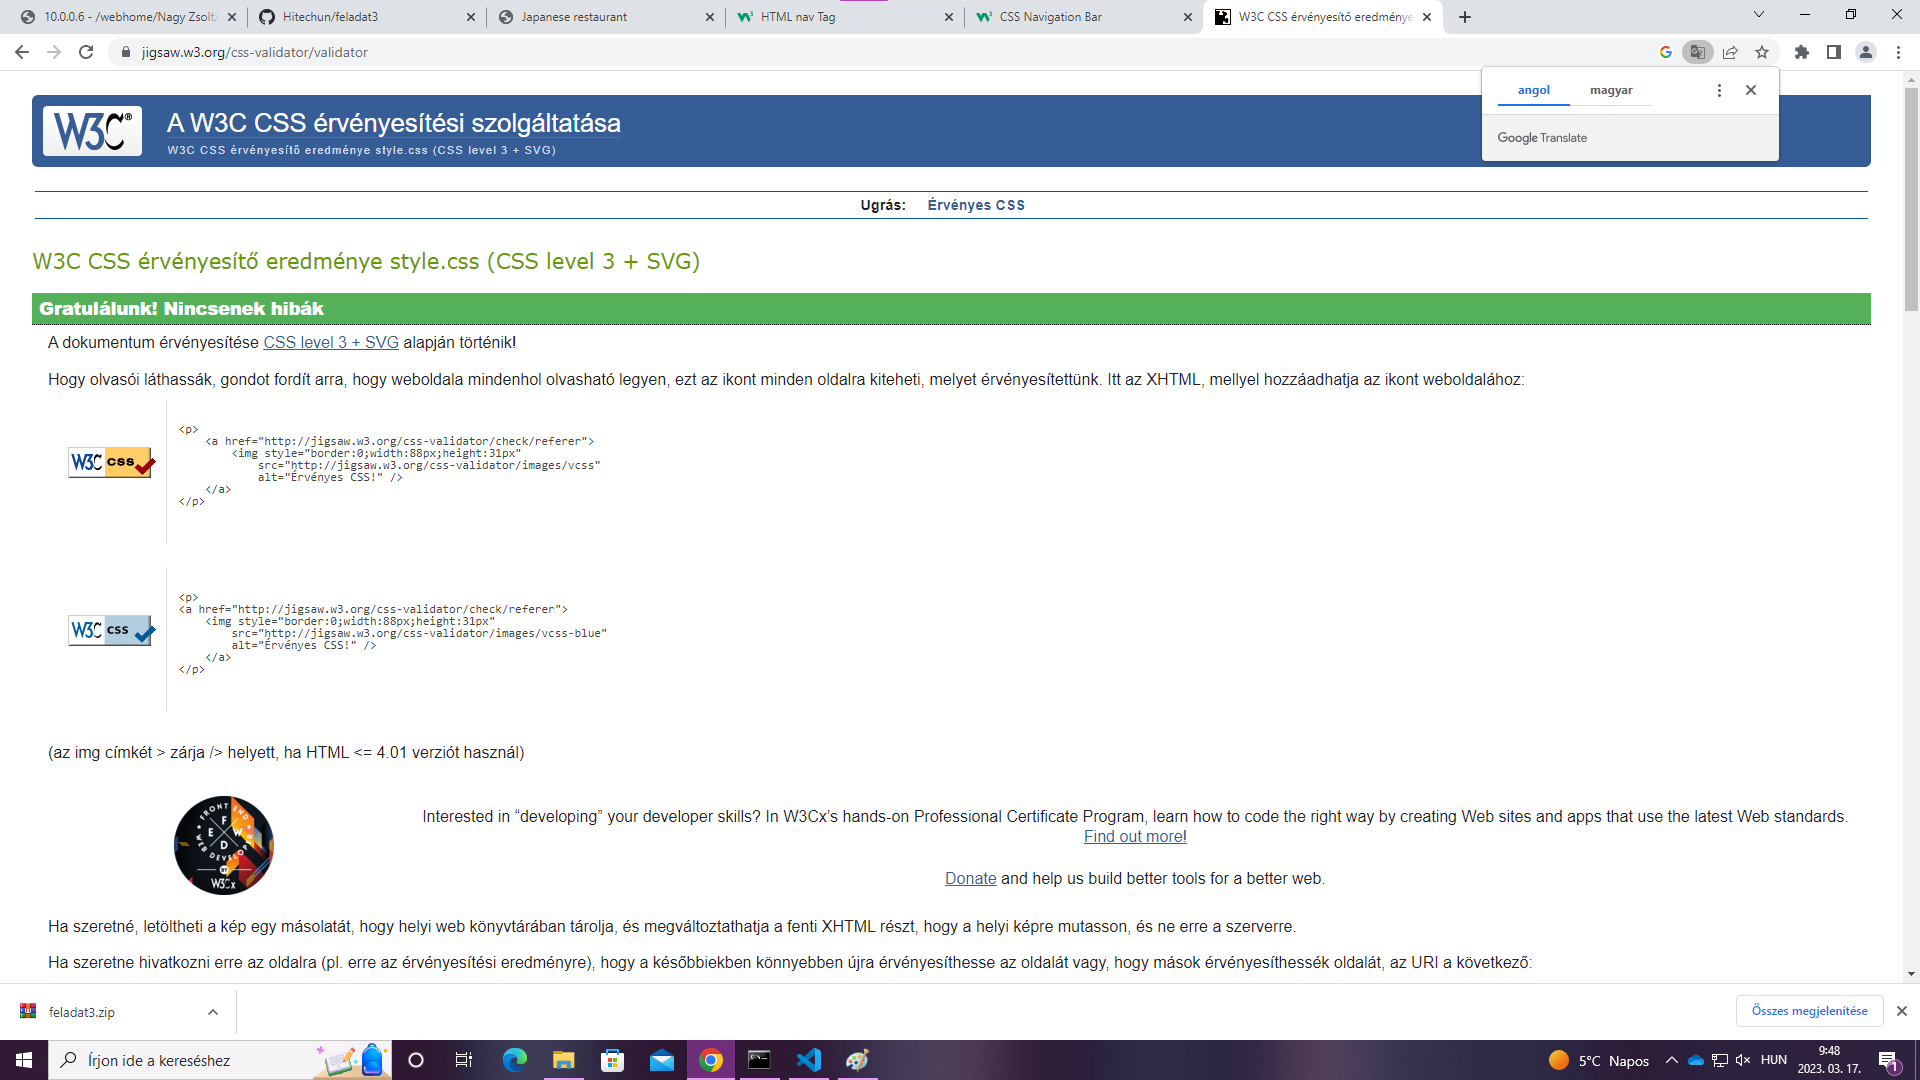 10.0.0.6 - /webhome/Nagy Zsolt/
Hitechun/feladat3
Japanese restaurant
HTML nav Tag
CSS Navigation Bar
W3C CSS érvényesítő eredménye
jigsaw.w3.org/css-validator/validator
angol
magyar
Google Translate
W3C®
A W3C CSS érvényesítési szolgáltatása
W3C CSS érvényesítő eredménye style.css (CSS level 3 + SVG)
Ugrás: Érvényes CSS
W3C CSS érvényesítő eredménye style.css (CSS level 3 + SVG)
Gratulálunk! Nincsenek hibák
A dokumentum érvényesítése CSS level 3 + SVG alapján történik!
Hogy olvasói láthassák, gondot fordít arra, hogy weboldala mindenhol olvasható legyen, ezt az ikont minden oldalra kiteheti, melyet érvényesítettünk. Itt az XHTML, mellyel hozzáadhatja az ikont weboldalához:
W3C CSS
<p>
<a href="http://jigsaw.w3.org/css-validator/check/referer">
<img style="border:0;width:88px;height:31px"
src="http://jigsaw.w3.org/css-validator/images/vcss"
alt="Érvényes CSS!" />
</a>
</p>
W3C CSS
<p>
<a href="http://jigsaw.w3.org/css-validator/check/referer">
<img style="border:0;width:88px;height:31px"
src="http://jigsaw.w3.org/css-validator/images/vcss-blue"
alt="Érvényes CSS!" />
</a>
</p>
(az img címkét > zárja /> helyett, ha HTML <= 4.01 verziót használ)
FRONT END
F
E W
D
WEB DEVELOPER
W3Cx
Interested in “developing” your developer skills? In W3Cx’s hands-on Professional Certificate Program, learn how to code the right way by creating Web sites and apps that use the latest Web standards.
Find out more!
Donate and help us build better tools for a better web.
Ha szeretné, letöltheti a kép egy másolatát, hogy helyi web könyvtárában tárolja, és megváltoztathatja a fenti XHTML részt, hogy a helyi képre mutasson, és ne erre a szerverre.
Ha szeretne hivatkozni erre az oldalra (pl. erre az érvényesítési eredményre), hogy a későbbiekben könnyebben újra érvényesíthesse az oldalát vagy, hogy mások érvényesíthessék oldalát, az URI a következő:
feladat3.zip
Összes megjelenítése
Írjon ide a kereséshez
5°C Napos
HUN
9:48
2023. 03. 17.
1